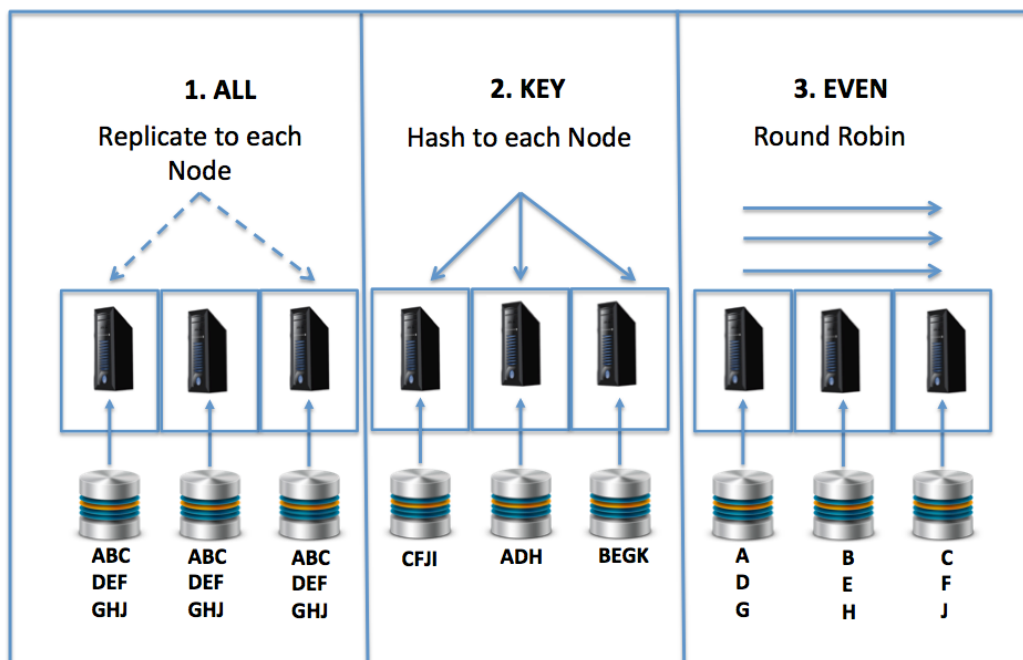 1. ALL
Replicate to each
Node
ABC
DEF
GHJ
ABC
DEF
GHJ
ABC
DEF
GHJ
2. KEY
Hash to each Node
CFJI
ADH
BEGK
3. EVEN
Round Robin
A
D
G
B
E
H
C
F
J